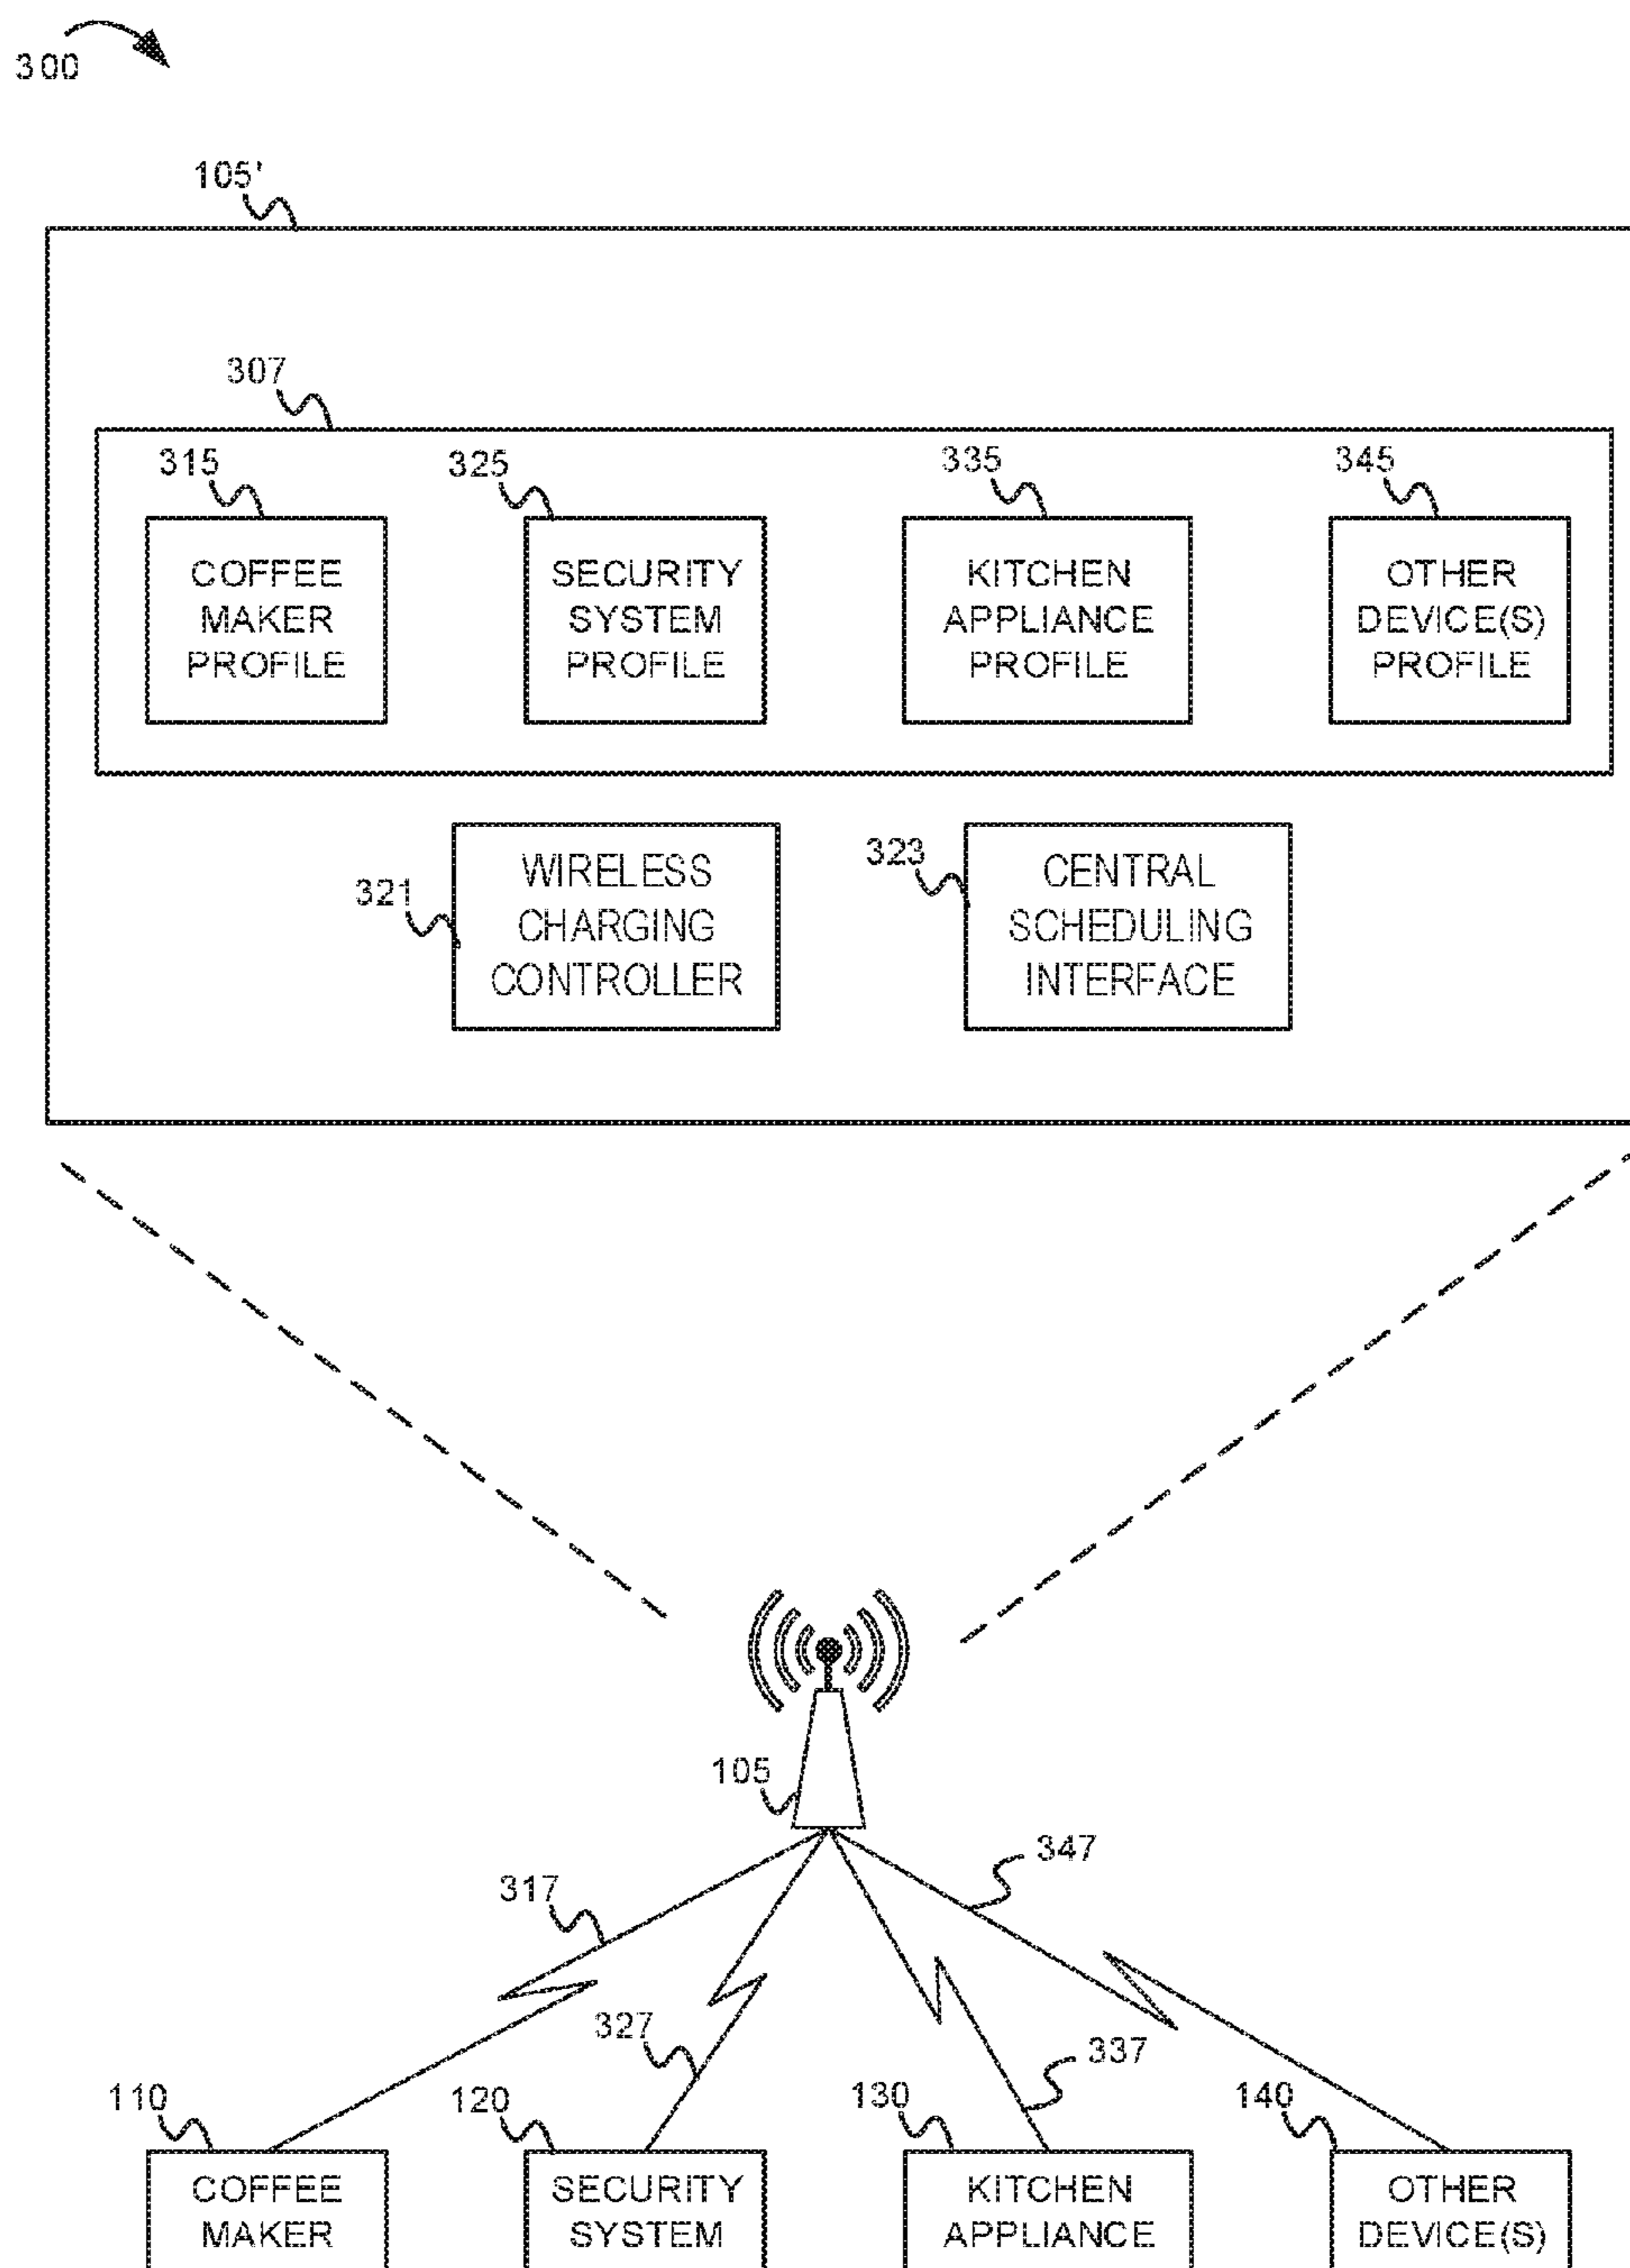 300
105'
307
315
325
335
345
COFFEE
MAKER
PROFILE
SECURITY
SYSTEM
PROFILE
KITCHEN
APPLIANCE
PROFILE
OTHER
DEVICE(S)
PROFILE
321
WIRELESS
CHARGING
CONTROLLER
323
CENTRAL
SCHEDULING
INTERFACE
105
317
347
327
337
110
120
130
140
COFFEE
MAKER
SECURITY
SYSTEM
KITCHEN
APPLIANCE
OTHER
DEVICE(S)